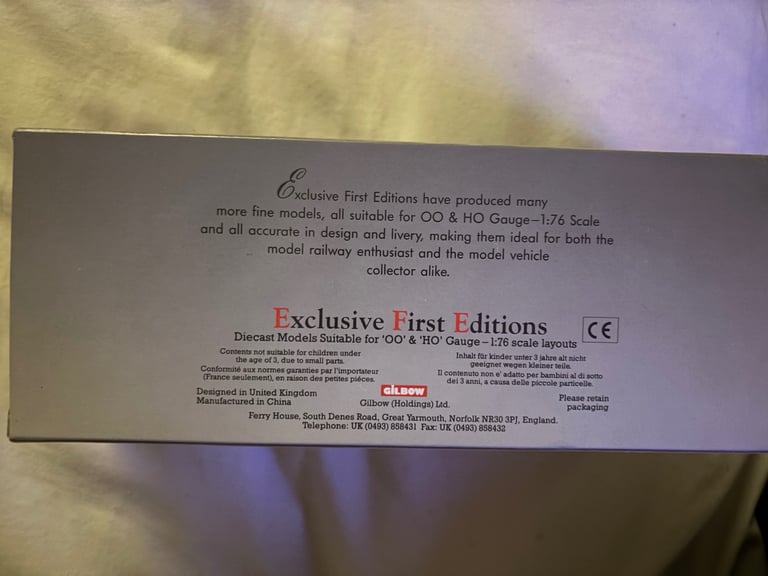 Exclusive First Editions have produced many
more fine models, all suitable for OO & HO Gauge–1:76 Scale
and all accurate in design and livery, making them ideal for both the
model railway enthusiast and the model vehicle
collector alike.
Exclusive First Editions
CE
Diecast Models Suitable for 'OO' & 'HO' Gauge – 1:76 scale layouts
Contents not suitable for children under
the age of 3, due to small parts.
Conformité aux normes garanties par l'importateur
(France seulement), en raison des petites pièces.
Inhalt für kinder unter 3 jahre alt nicht
geeignet wegen kleiner teile.
Il contenuto non e' adatto per bambini al di sotto
dei 3 anni, a causa delle piccole particelle.
Designed in United Kingdom
Manufactured in China
GILBOW
Gilbow (Holdings) Ltd.
Please retain
packaging
Ferry House, South Denes Road, Great Yarmouth, Norfolk NR30 3PJ, England.
Telephone: UK (0493) 858431 Fax: UK (0493) 858432